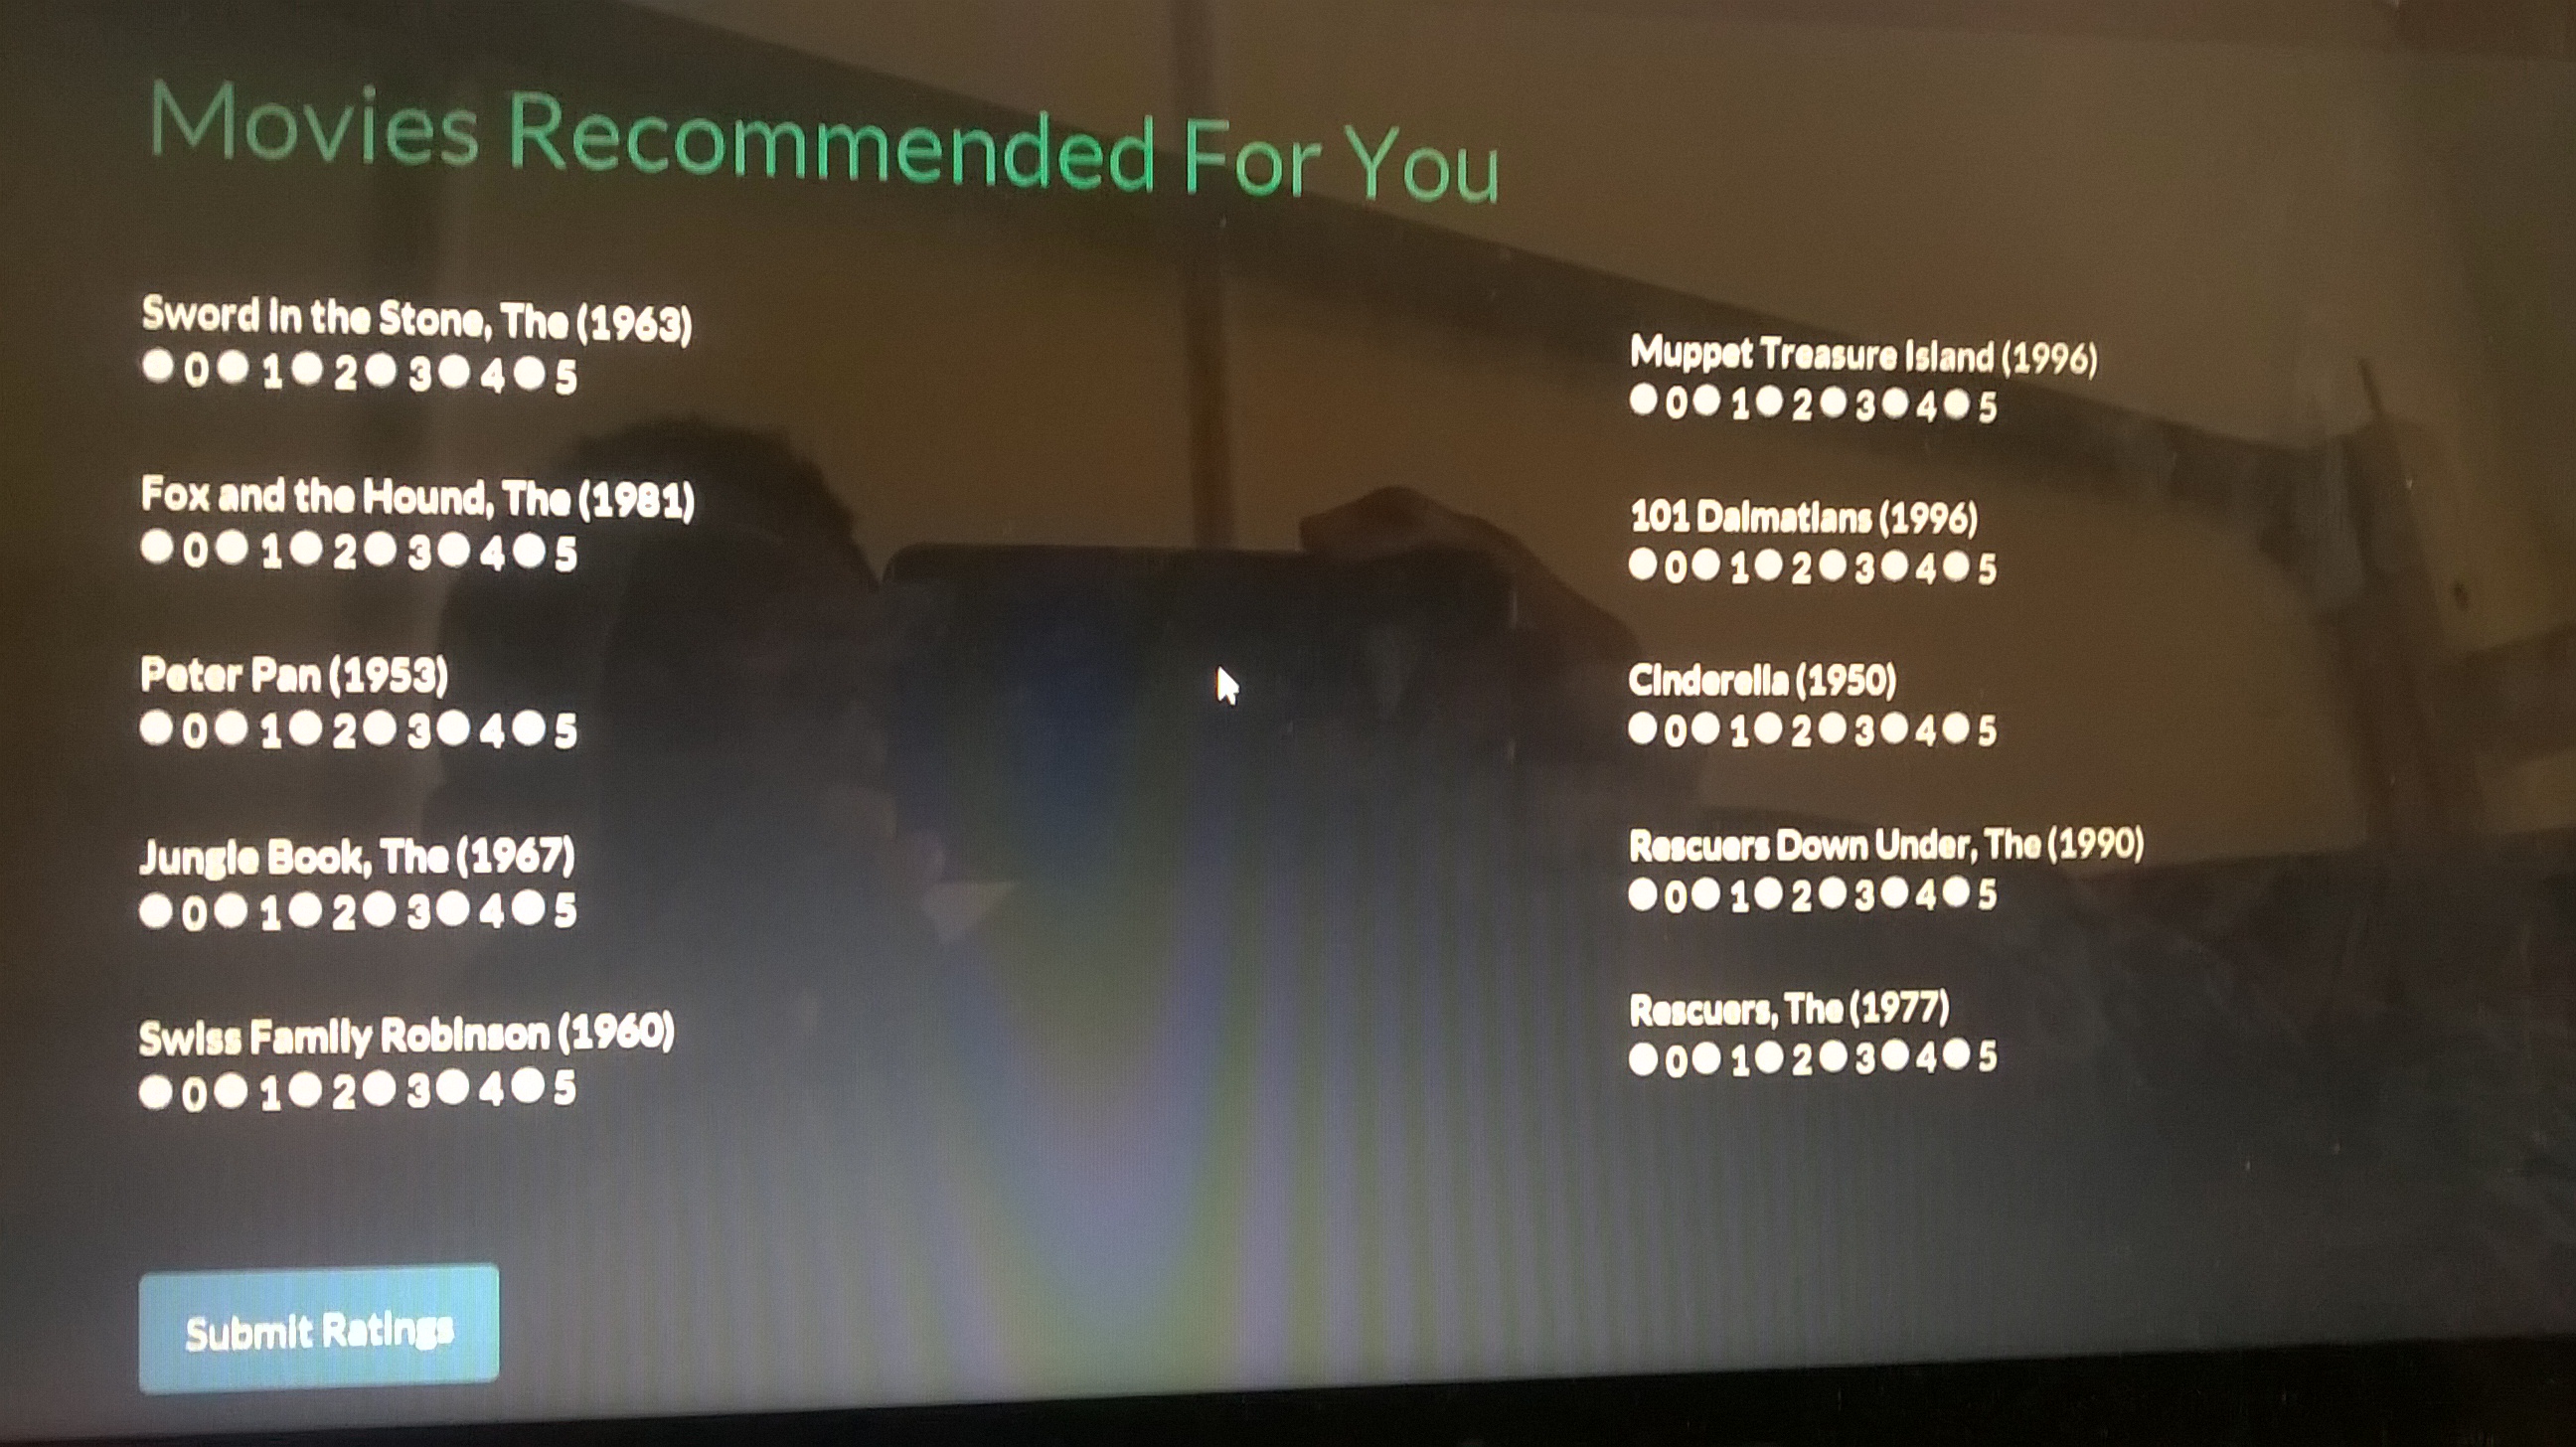 Movies Recommended For You
Sword in the Stone, The (1963)
0 1 2 3 4 5
Fox and the Hound, The (1981)
0 1 2 3 4 5
Peter Pan (1953)
0 1 2 3 4 5
Jungle Book, The (1967)
0 1 2 3 4 5
Swiss Family Robinson (1960)
0 1 2 3 4 5
Muppet Treasure Island (1996)
0 1 2 3 4 5
101 Dalmatians (1996)
0 1 2 3 4 5
Cinderella (1950)
0 1 2 3 4 5
Rescuers Down Under, The (1990)
0 1 2 3 4 5
Rescuers, The (1977)
0 1 2 3 4 5
Submit Ratings